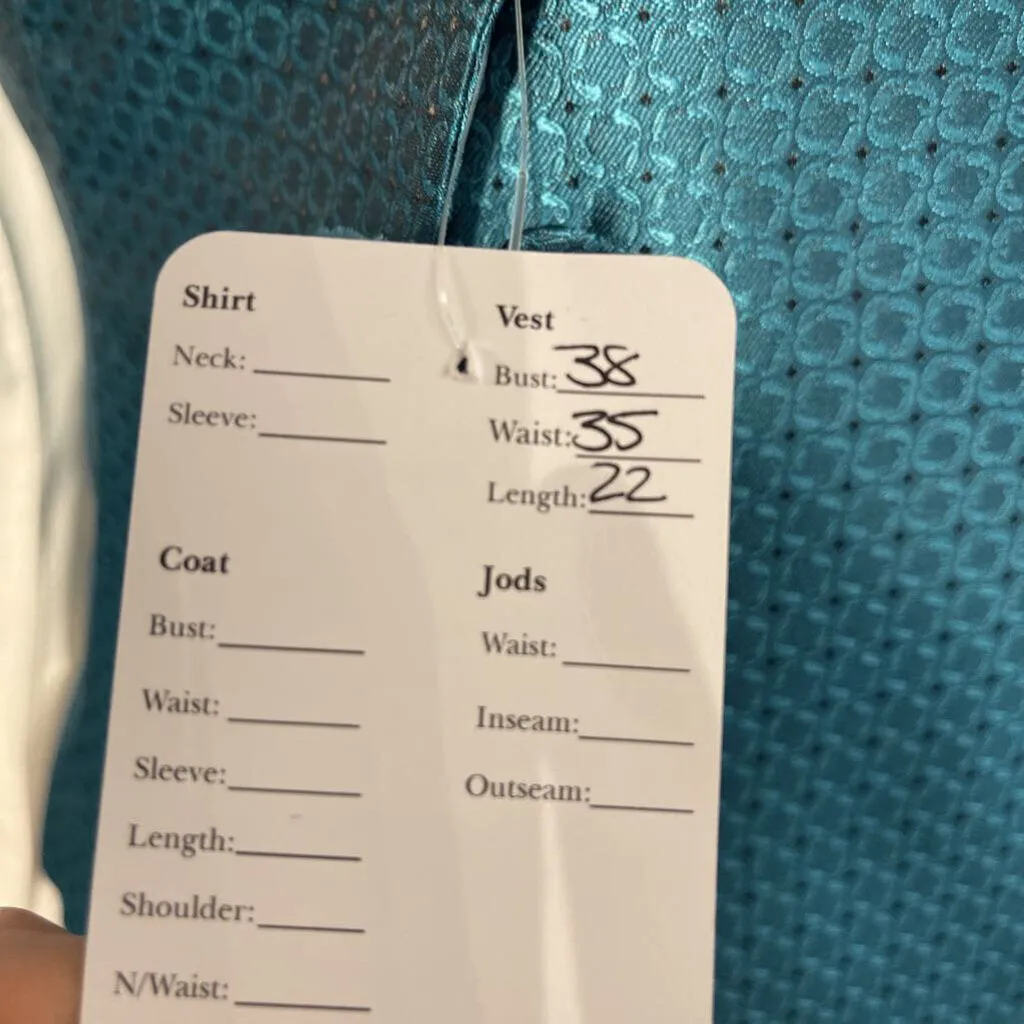 Shirt
Neck:
Sleeve:
Vest
Bust: 38
Waist: 35
Length: 22
Coat
Bust:
Waist:
Sleeve:
Length:
Shoulder:
N/Waist:
Jods
Waist:
Inseam:
Outseam: